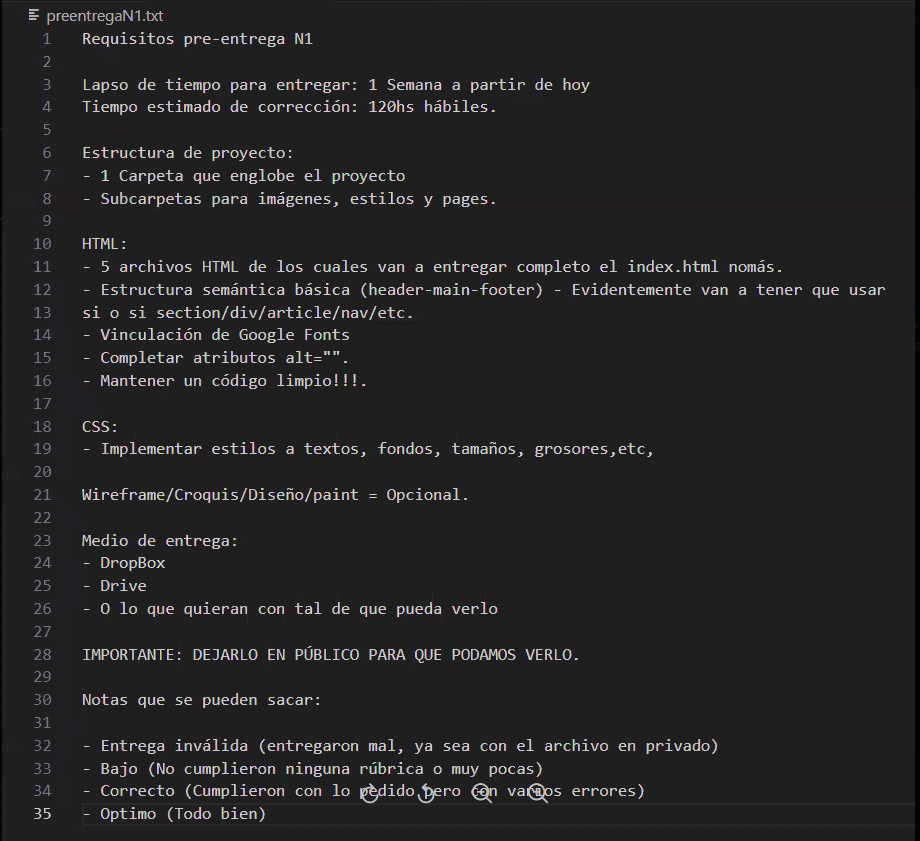 preentregaN1.txt
1 Requisitos pre-entrega N1
2
3 Lapso de tiempo para entregar: 1 Semana a partir de hoy
4 Tiempo estimado de corrección: 120hs hábiles.
5
6 Estructura de proyecto:
7 - 1 Carpeta que englobe el proyecto
8 - Subcarpetas para imágenes, estilos y pages.
9
10 HTML:
11 - 5 archivos HTML de los cuales van a entregar completo el index.html nomás.
12 - Estructura semántica básica (header-main-footer) - Evidentemente van a tener que usar
13 si o si section/div/article/nav/etc.
14 - Vinculación de Google Fonts
15 - Completar atributos alt="".
16 - Mantener un código limpio!!!.
17
18 CSS:
19 - Implementar estilos a textos, fondos, tamaños, grosores,etc,
20
21 Wireframe/Croquis/Diseño/paint = Opcional.
22
23 Medio de entrega:
24 - DropBox
25 - Drive
26 - O lo que quieran con tal de que pueda verlo
27
28 IMPORTANTE: DEJARLO EN PÚBLICO PARA QUE PODAMOS VERLO.
29
30 Notas que se pueden sacar:
31
32 - Entrega inválida (entregaron mal, ya sea con el archivo en privado)
33 - Bajo (No cumplieron ninguna rúbrica o muy pocas)
34 - Correcto (Cumplieron con lo pedido pero con varios errores)
35 - Optimo (Todo bien)